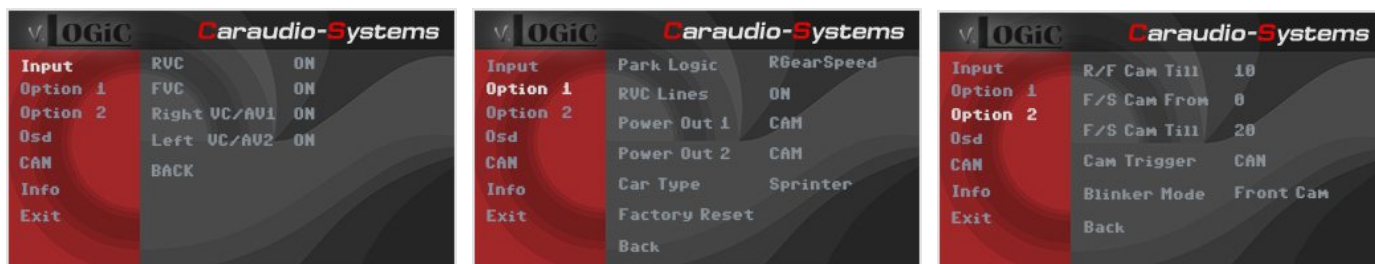 v.LOGiC Caraudio-Systems
Input
Option 1
Option 2
Osd
CAN
Info
Exit
RVC ON
FVC ON
Right VC/AV1 ON
Left VC/AV2 ON
BACK
v.LOGiC Caraudio-Systems
Input
Option 1
Option 2
Osd
CAN
Info
Exit
Park Logic RGearSpeed
RVC Lines ON
Power Out 1 CAM
Power Out 2 CAM
Car Type Sprinter
Factory Reset
Back
v.LOGiC Caraudio-Systems
Input
Option 1
Option 2
Osd
CAN
Info
Exit
R/F Cam Till 10
F/S Cam From 0
F/S Cam Till 20
Cam Trigger CAN
Blinker Mode Front Cam
Back